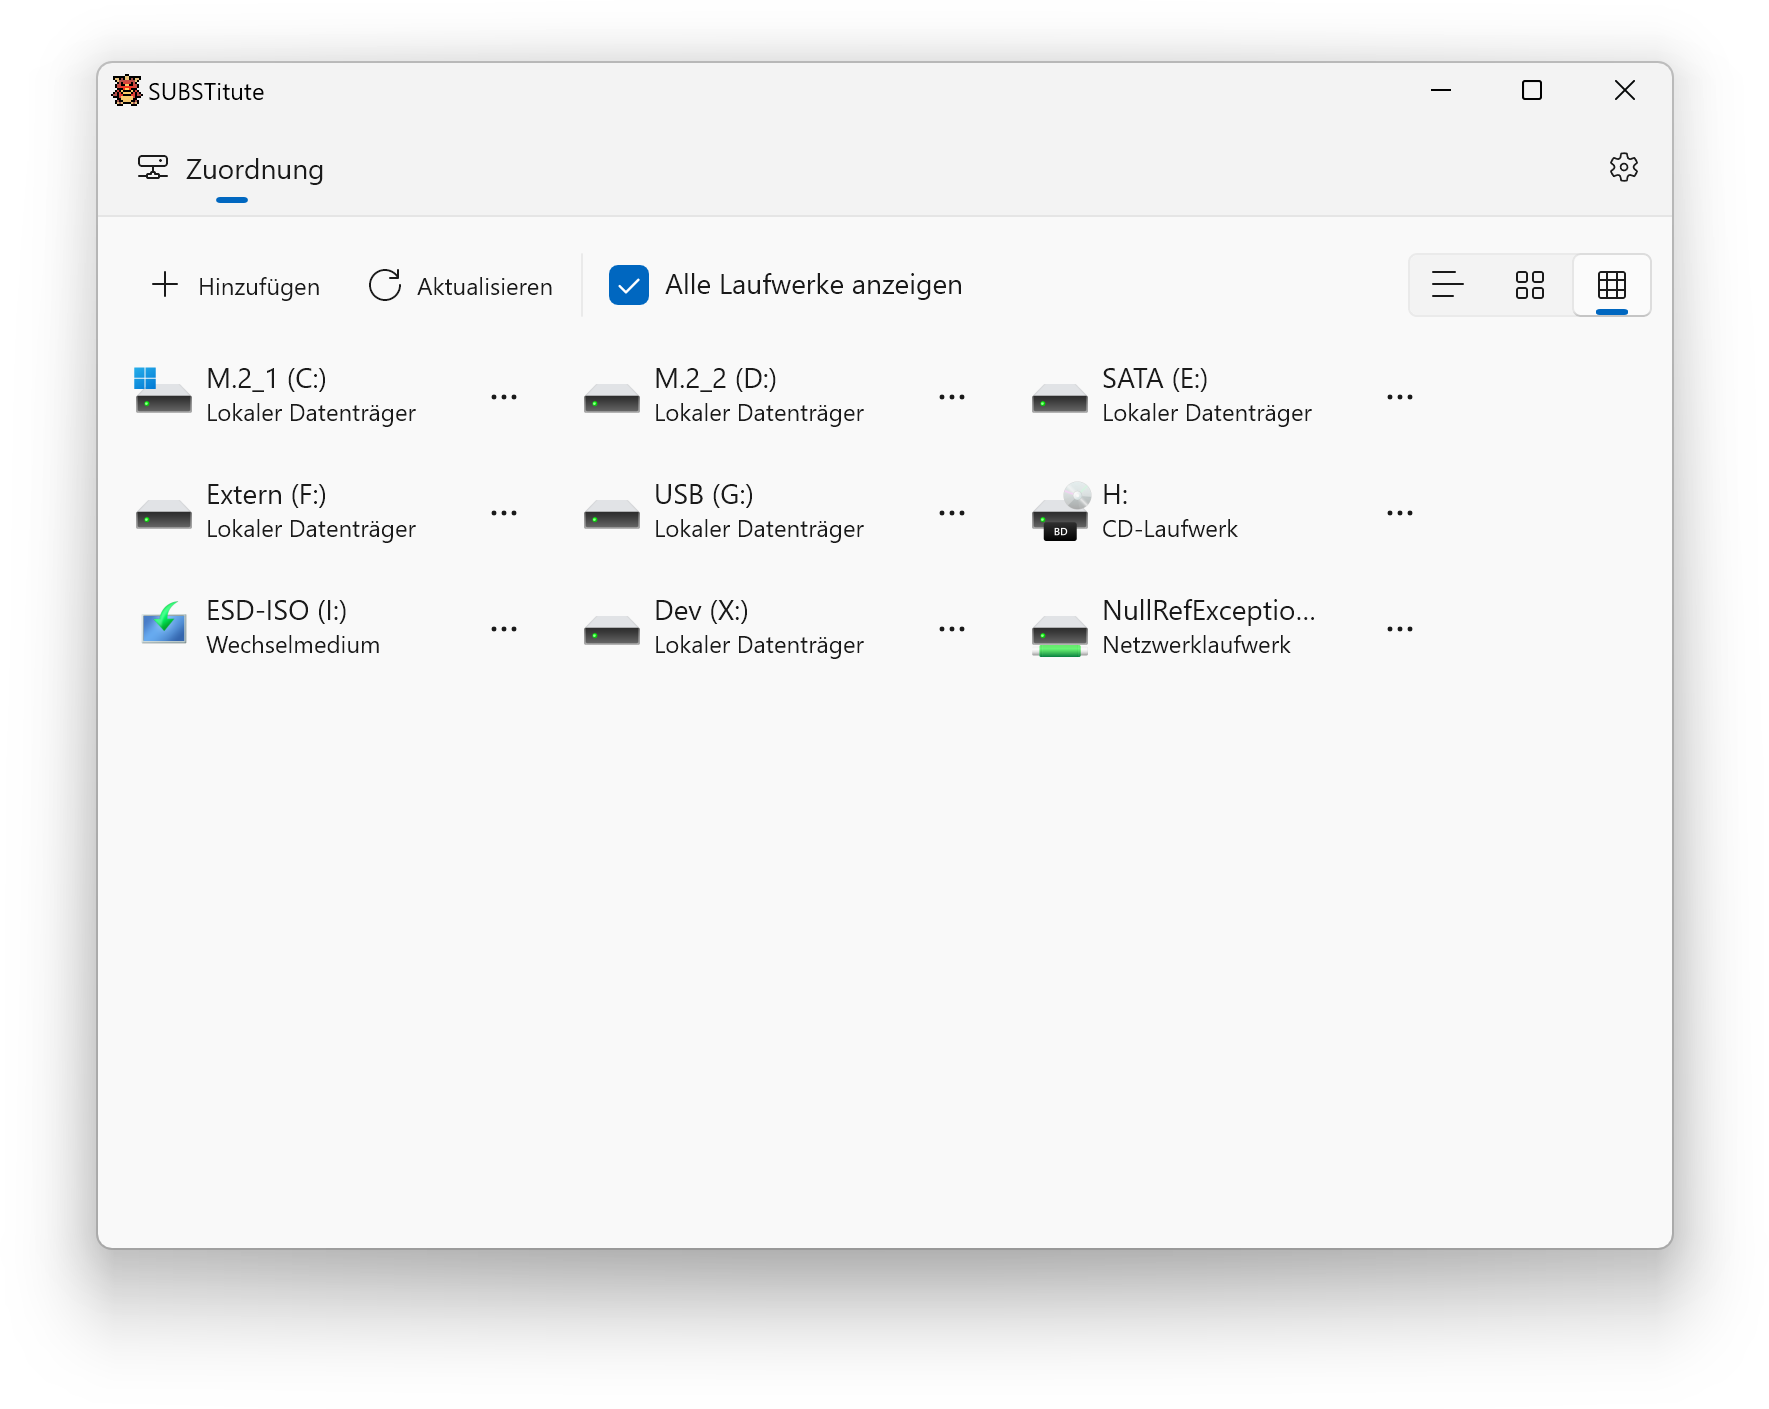 SUBSTitute
Zuordnung
Hinzufügen
Aktualisieren
Alle Laufwerke anzeigen
M.2_1 (C:)
Lokaler Datenträger
M.2_2 (D:)
Lokaler Datenträger
SATA (E:)
Lokaler Datenträger
Extern (F:)
Lokaler Datenträger
USB (G:)
Lokaler Datenträger
H:
CD-Laufwerk
BD
ESD-ISO (I:)
Wechselmedium
Dev (X:)
Lokaler Datenträger
NullRefExceptio...
Netzwerklaufwerk